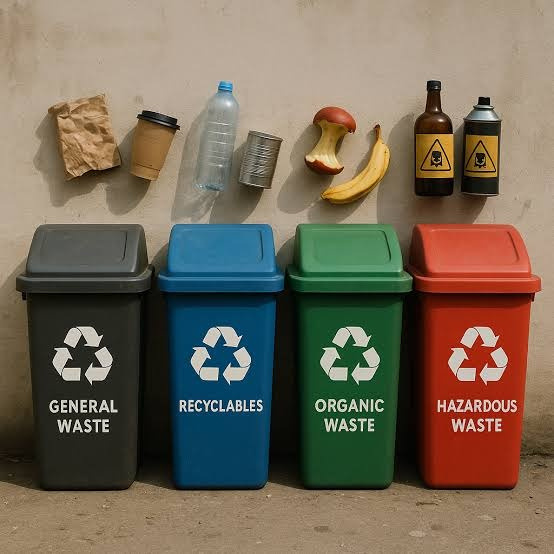 GENERAL
WASTE
RECYCLABLES
ORGANIC
WASTE
HAZARDOUS
WASTE